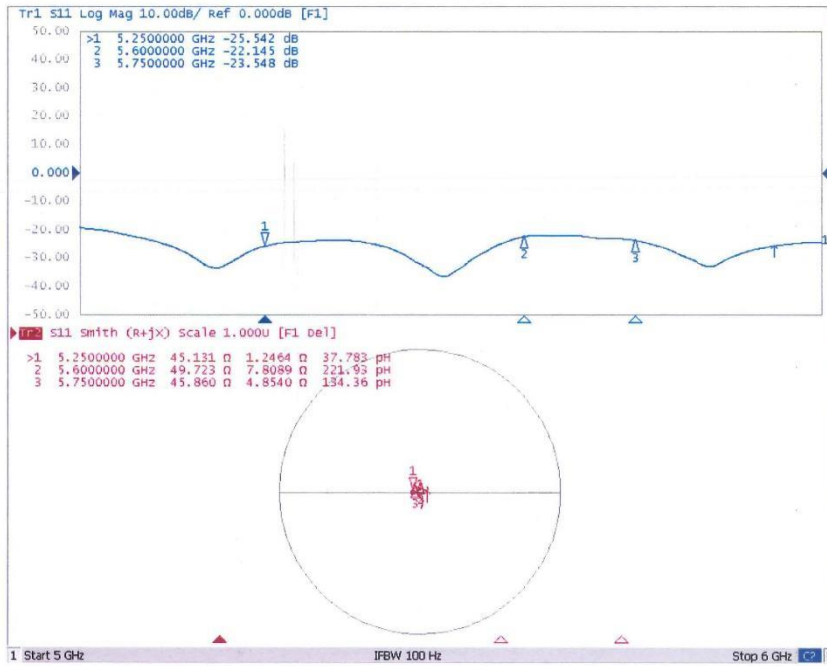 Tr1 S11 Log Mag 10.00dB/ Ref 0.000dB [F1]
50.00
40.00
30.00
20.00
10.00
0.000
-10.00
-20.00
-30.00
-40.00
-50.00
>1 5.2500000 GHz -25.542 dB
2 5.6000000 GHz -22.145 dB
3 5.7500000 GHz -23.548 dB
1
2
3
1
Tr2 S11 Smith (R+jX) Scale 1.000U [F1 Del]
>1 5.2500000 GHz 45.131 Ω 1.2464 Ω 37.783 pH
2 5.6000000 GHz 49.723 Ω 7.8089 Ω 221.93 pH
3 5.7500000 GHz 45.860 Ω 4.8540 Ω 134.36 pH
1
3
1 Start 5 GHz IFBW 100 Hz Stop 6 GHz C2